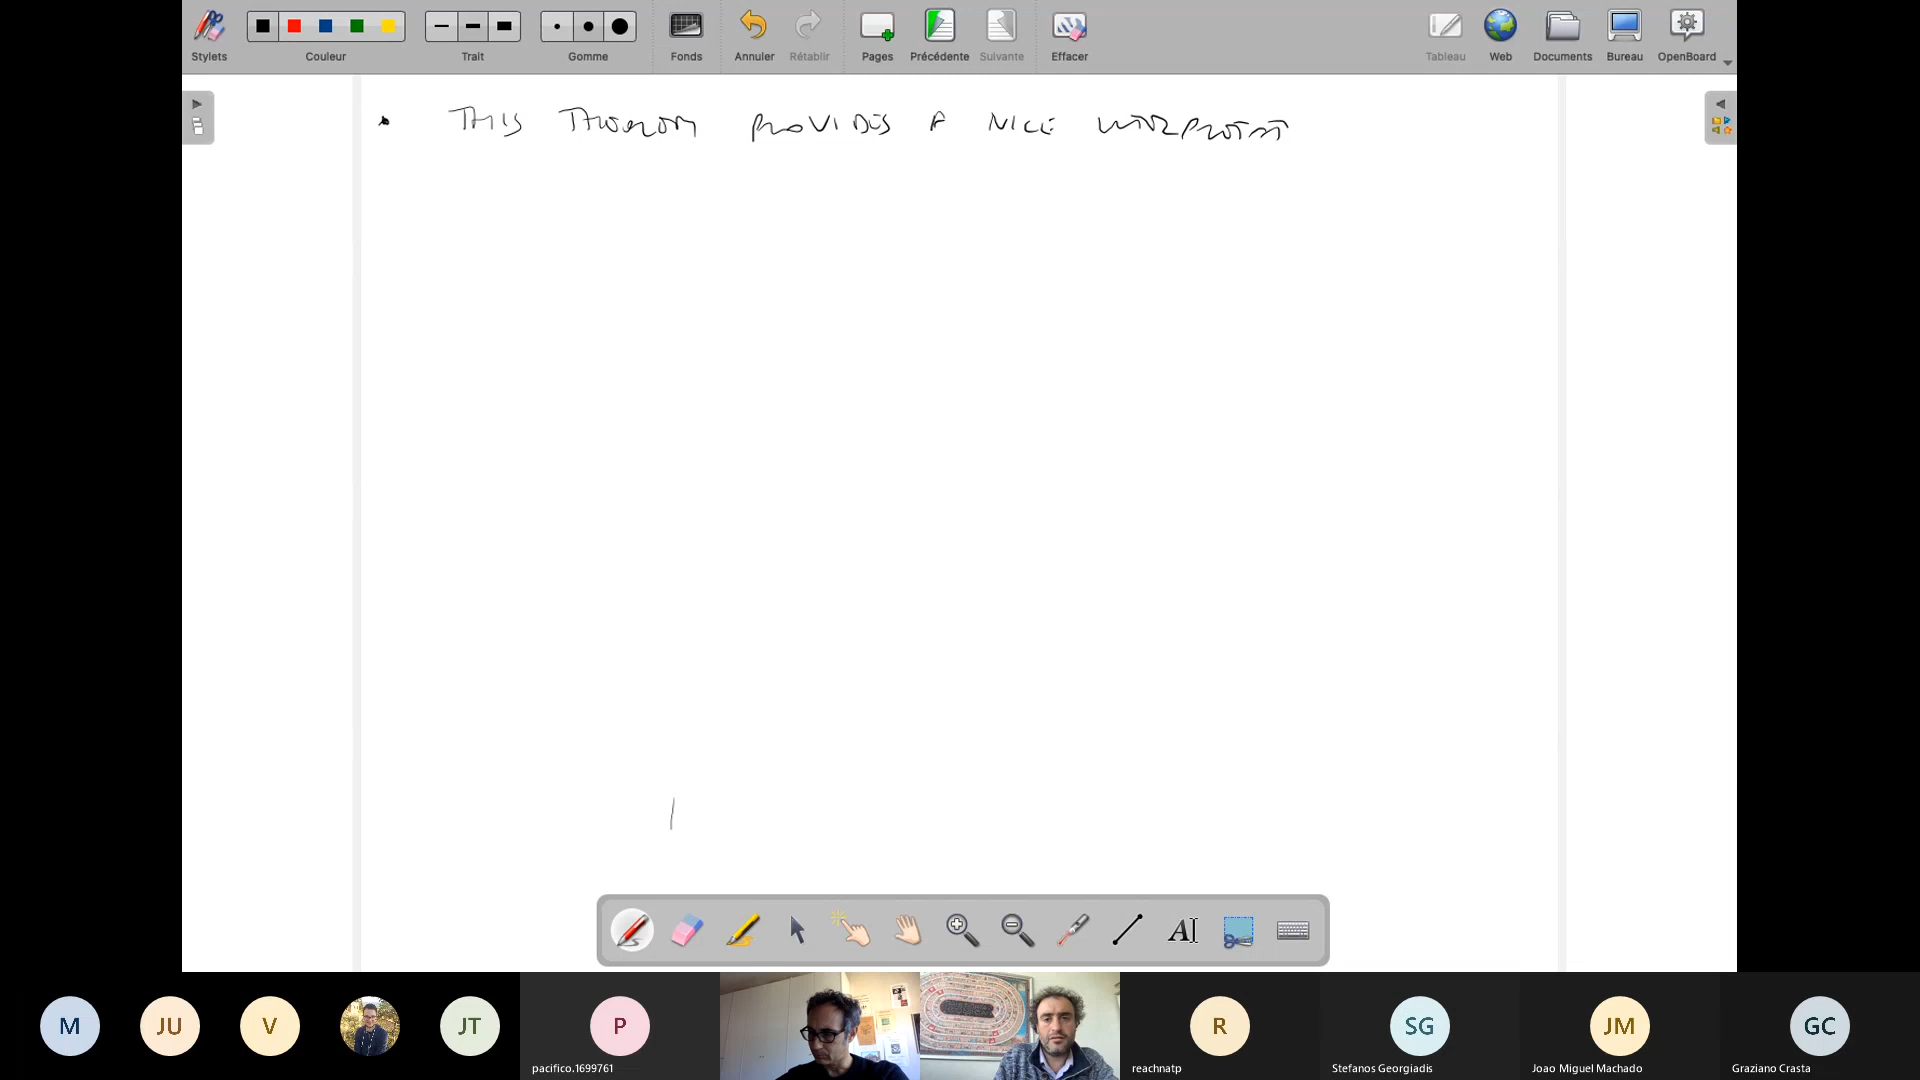 Stylets Couleur Trait Gomme Fonds Annuler Rétablir Pages Précédente Suivante Effacer Tableau Web Documents Bureau OpenBoard
THIS THEOREM PROVIDES A NICE INTERPRETAT
M JU V JT P R SG JM GC
pacifico.1699761 reachnatp Stefanos Georgiadis Joao Miguel Machado Graziano Crasta